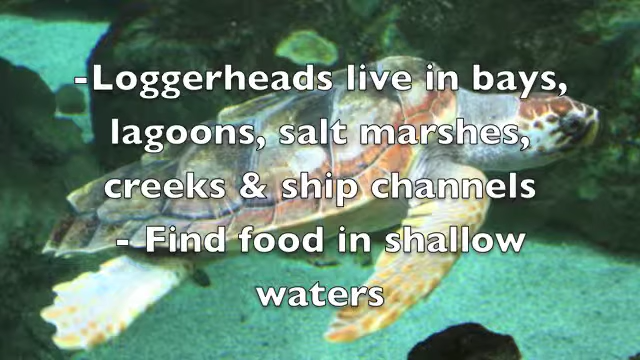 -Loggerheads live in bays,
lagoons, salt marshes,
creeks & ship channels
- Find food in shallow
waters